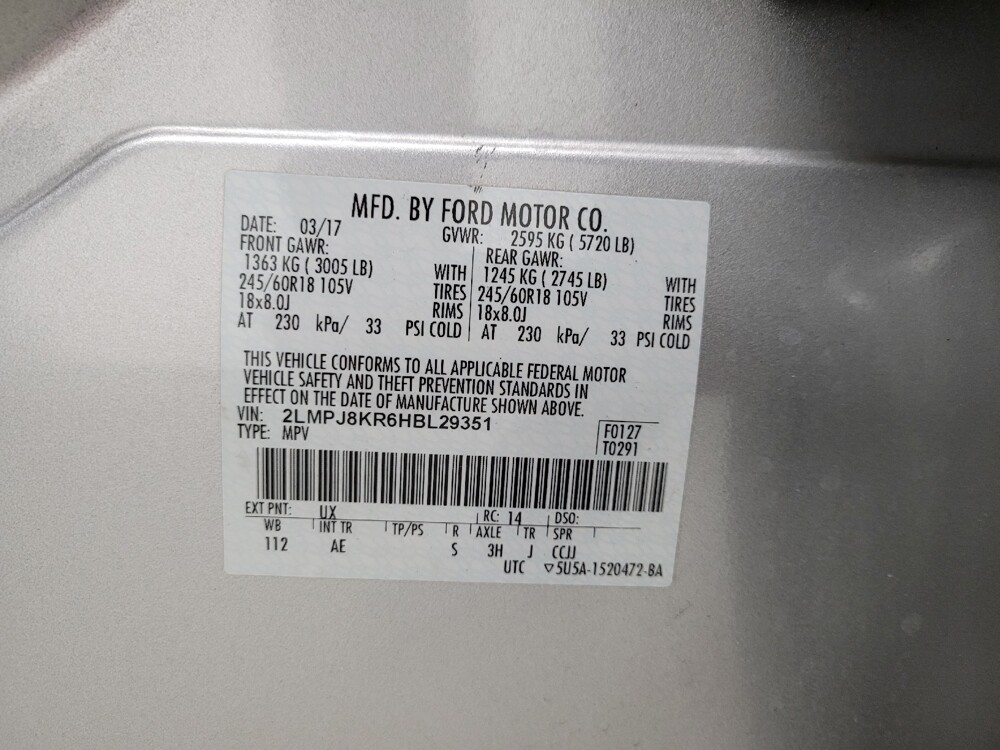 MFD. BY FORD MOTOR CO.
DATE: 03/17 GVWR: 2595 KG ( 5720 LB)
FRONT GAWR: REAR GAWR:
1363 KG ( 3005 LB) WITH 1245 KG ( 2745 LB) WITH
245/60R18 105V TIRES 245/60R18 105V TIRES
18x8.0J RIMS 18x8.0J RIMS
AT 230 kPa/ 33 PSI COLD AT 230 kPa/ 33 PSI COLD
THIS VEHICLE CONFORMS TO ALL APPLICABLE FEDERAL MOTOR
VEHICLE SAFETY AND THEFT PREVENTION STANDARDS IN
EFFECT ON THE DATE OF MANUFACTURE SHOWN ABOVE.
VIN: 2LMPJ8KR6HBL29351
TYPE: MPV
F0127
T0291
EXT PNT: UX RC: 14 DSO:
WB INT TR TP/PS R AXLE TR SPR
112 AE S 3H J CCJJ
UTC ▽5U5A-1520472-BA